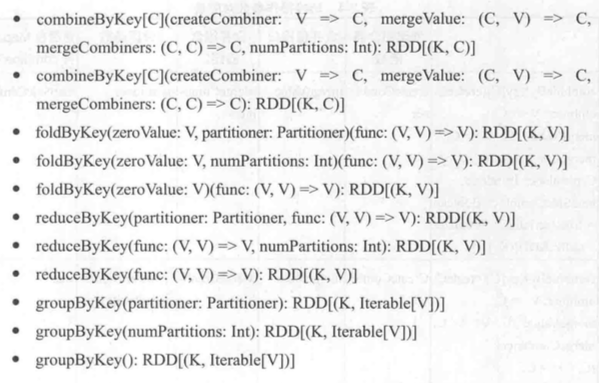 • combineByKey[C](createCombiner: V => C, mergeValue: (C, V) => C,
mergeCombiners: (C, C) => C, numPartitions: Int): RDD[(K, C)]
• combineByKey[C](createCombiner: V => C, mergeValue: (C, V) => C,
mergeCombiners: (C, C) => C): RDD[(K, C)]
• foldByKey(zeroValue: V, partitioner: Partitioner)(func: (V, V) => V): RDD[(K, V)]
• foldByKey(zeroValue: V, numPartitions: Int)(func: (V, V) => V): RDD[(K, V)]
• foldByKey(zeroValue: V)(func: (V, V) => V): RDD[(K, V)]
• reduceByKey(partitioner: Partitioner, func: (V, V) => V): RDD[(K, V)]
• reduceByKey(func: (V, V) => V, numPartitions: Int): RDD[(K, V)]
• reduceByKey(func: (V, V) => V): RDD[(K, V)]
• groupByKey(partitioner: Partitioner): RDD[(K, Iterable[V])]
• groupByKey(numPartitions: Int): RDD[(K, Iterable[V])]
• groupByKey(): RDD[(K, Iterable[V])]